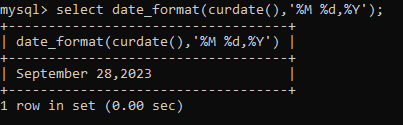 mysql> select date_format(curdate(),'%M %d,%Y');
+-----------------------------------+
| date_format(curdate(),'%M %d,%Y') |
+-----------------------------------+
| September 28,2023                 |
+-----------------------------------+
1 row in set (0.00 sec)